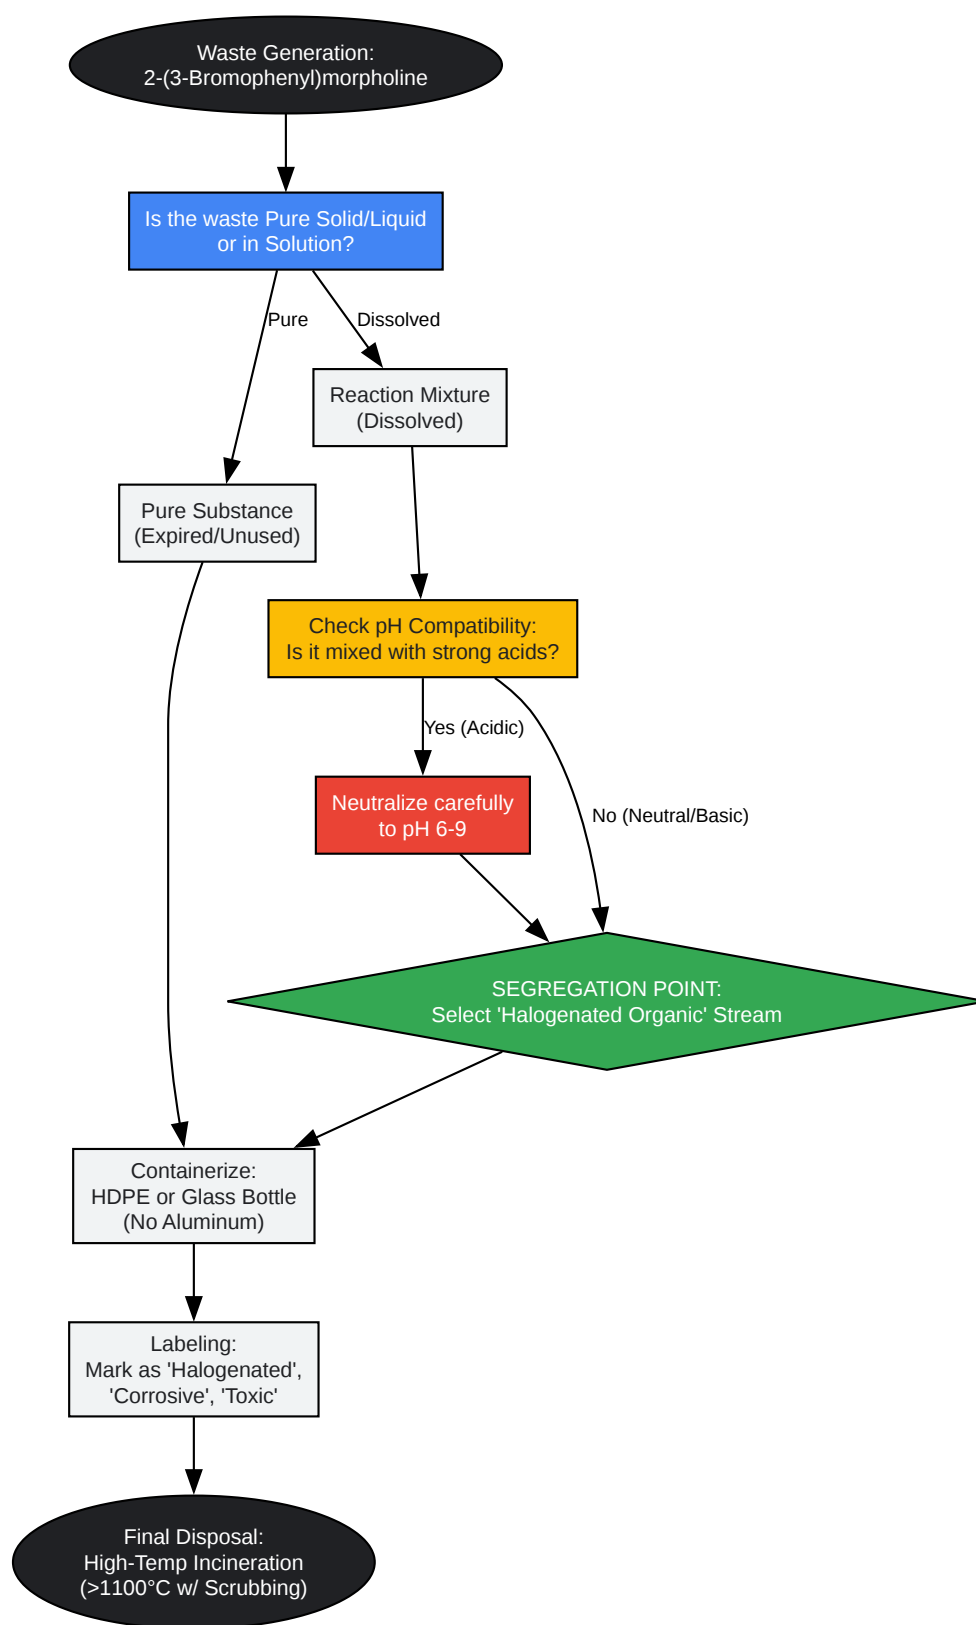 Waste Generation:
2-(3-Bromophenyl)morpholine
Is the waste Pure Solid/Liquid
or in Solution?
Pure
Dissolved
Reaction Mixture
(Dissolved)
Pure Substance
(Expired/Unused)
Check pH Compatibility:
Is it mixed with strong acids?
Yes (Acidic)
Neutralize carefully
to pH 6-9
No (Neutral/Basic)
SEGREGATION POINT:
Select 'Halogenated Organic' Stream
Containerize:
HDPE or Glass Bottle
(No Aluminum)
Labeling:
Mark as 'Halogenated',
'Corrosive', 'Toxic'
Final Disposal:
High-Temp Incineration
(>1100°C w/ Scrubbing)